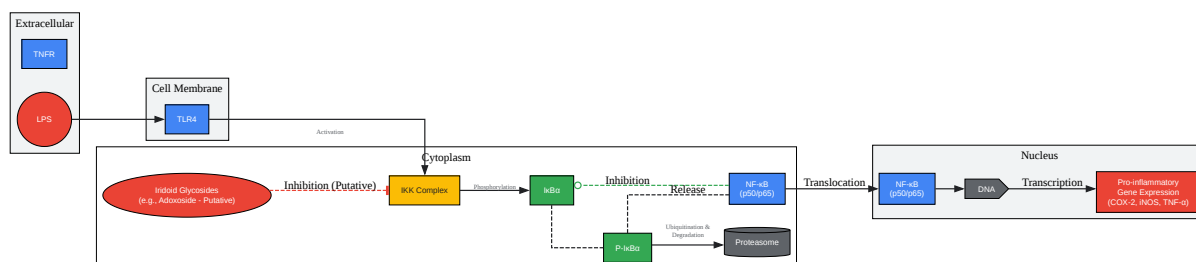 Extracellular
TNFR
LPS
Cell Membrane
TLR4
Activation
Cytoplasm
Iridoid Glycosides
(e.g., Adoxoside - Putative)
Inhibition (Putative)
IKK Complex
Phosphorylation
IκBα
Inhibition
Release
NF-κB
(p50/p65)
P-IκBα
Ubiquitination &
Degradation
Proteasome
Translocation
Nucleus
NF-κB
(p50/p65)
DNA
Transcription
Pro-inflammatory
Gene Expression
(COX-2, iNOS, TNF-α)